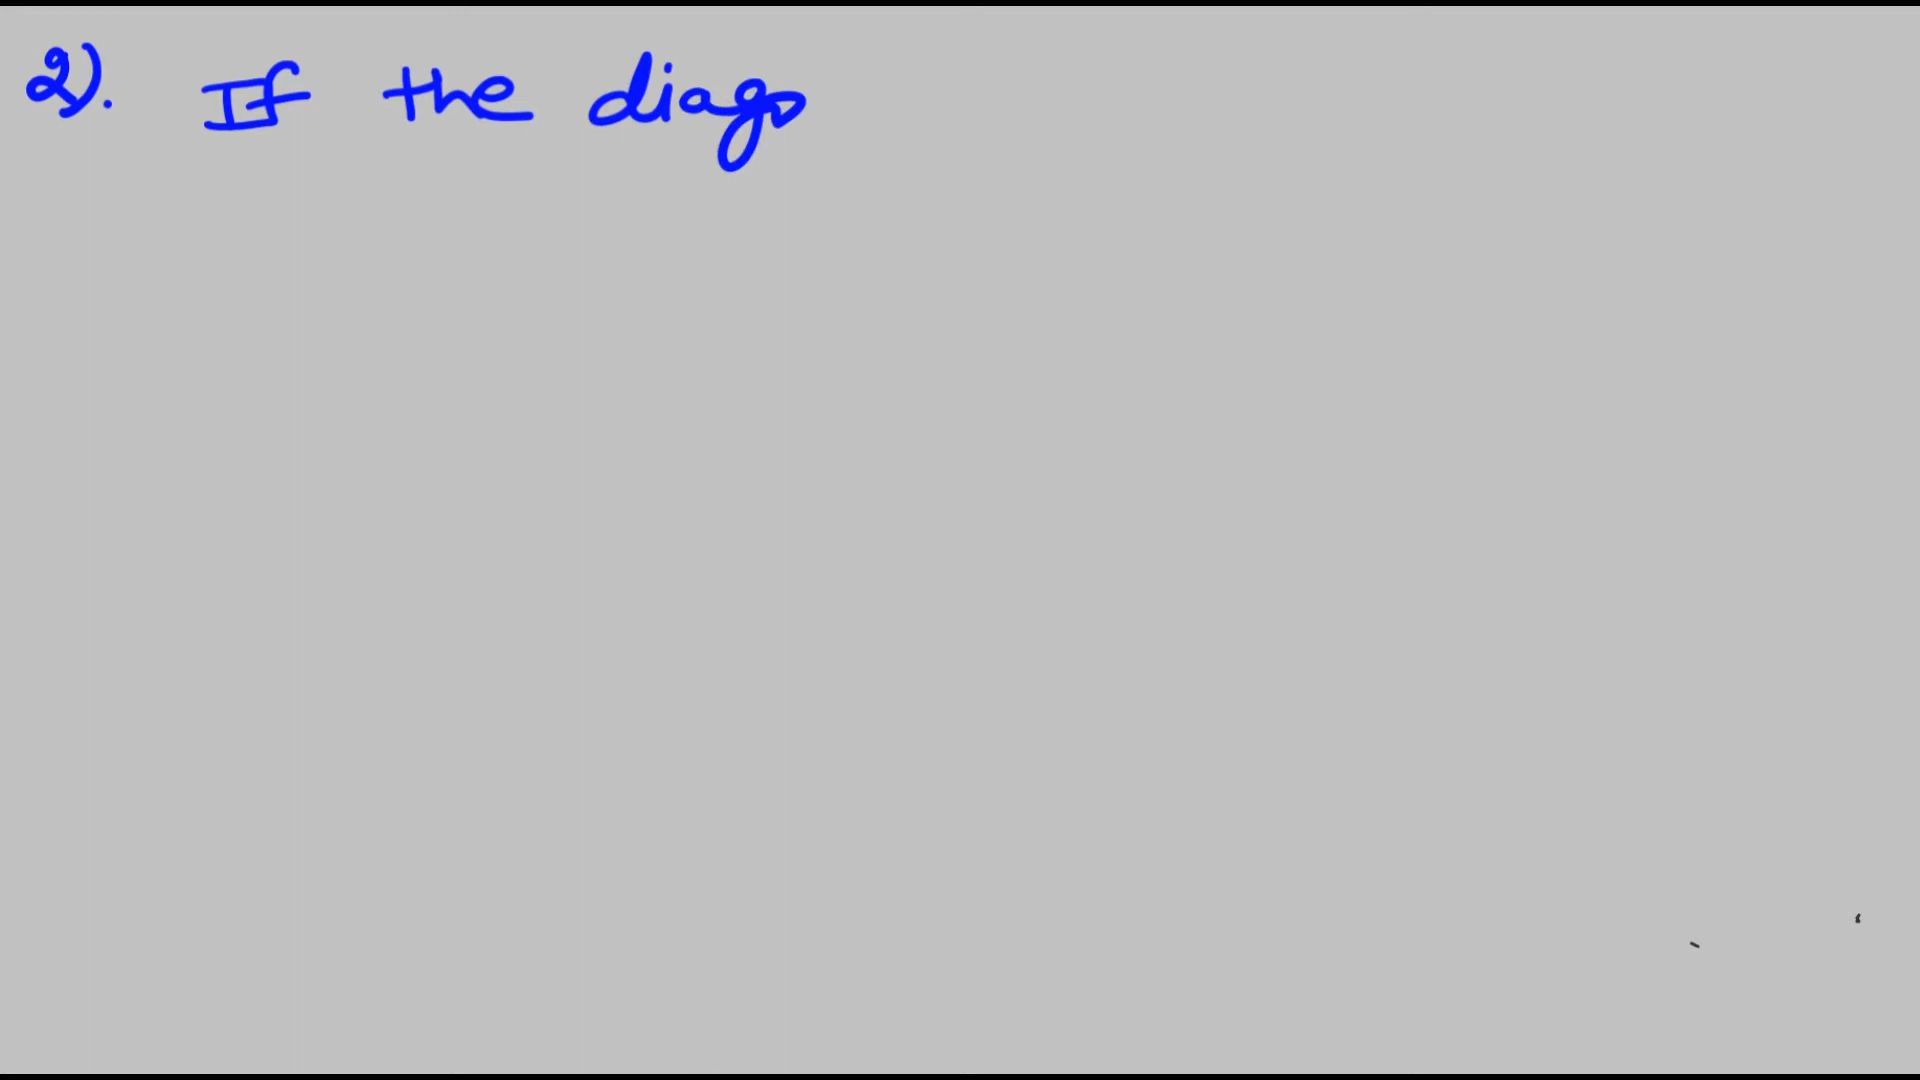 2). If the diago